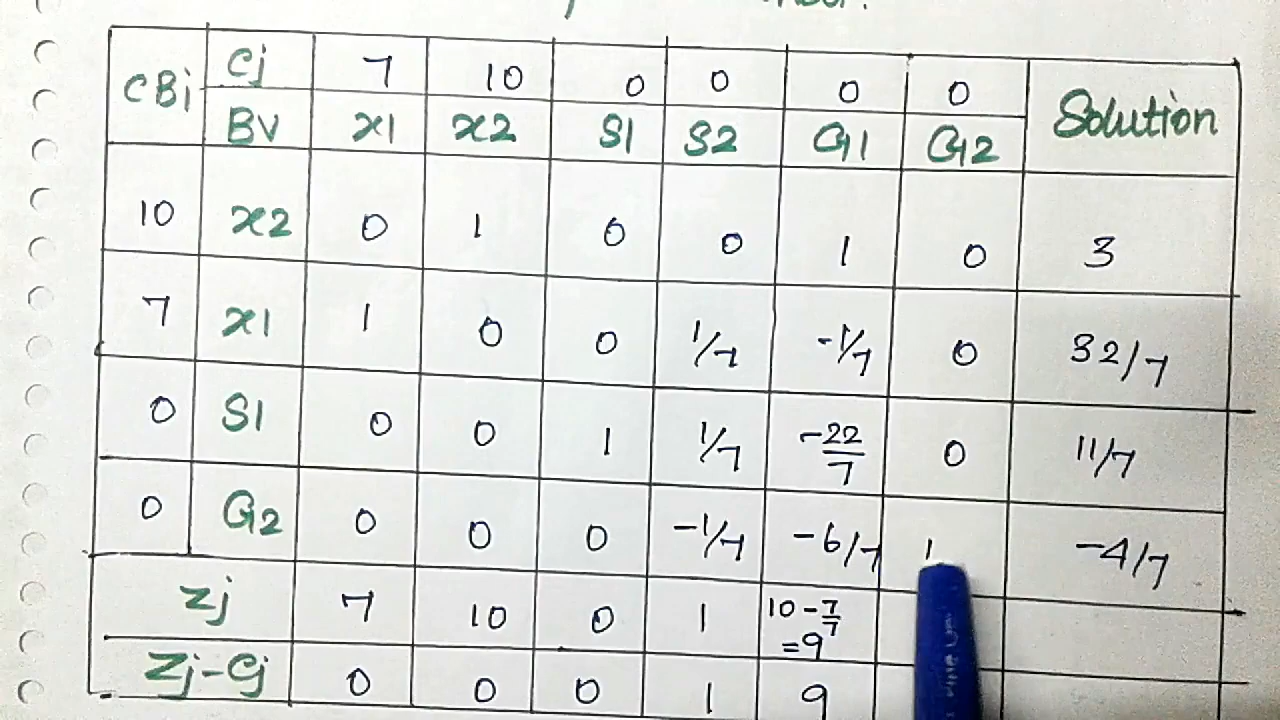 CBi Cj 7 10 0 0 0 0 Solution
BV x1 x2 S1 S2 G1 G2
10 x2 0 1 0 0 1 0 3
7 x1 1 0 0 1/7 -1/7 0 32/7
0 S1 0 0 1 1/7 -22/7 0 11/7
0 G2 0 0 0 -1/7 -6/7 1 -4/7
Zj 7 10 0 1 10-7/7
=9
Zj-Cj 0 0 0 1 9